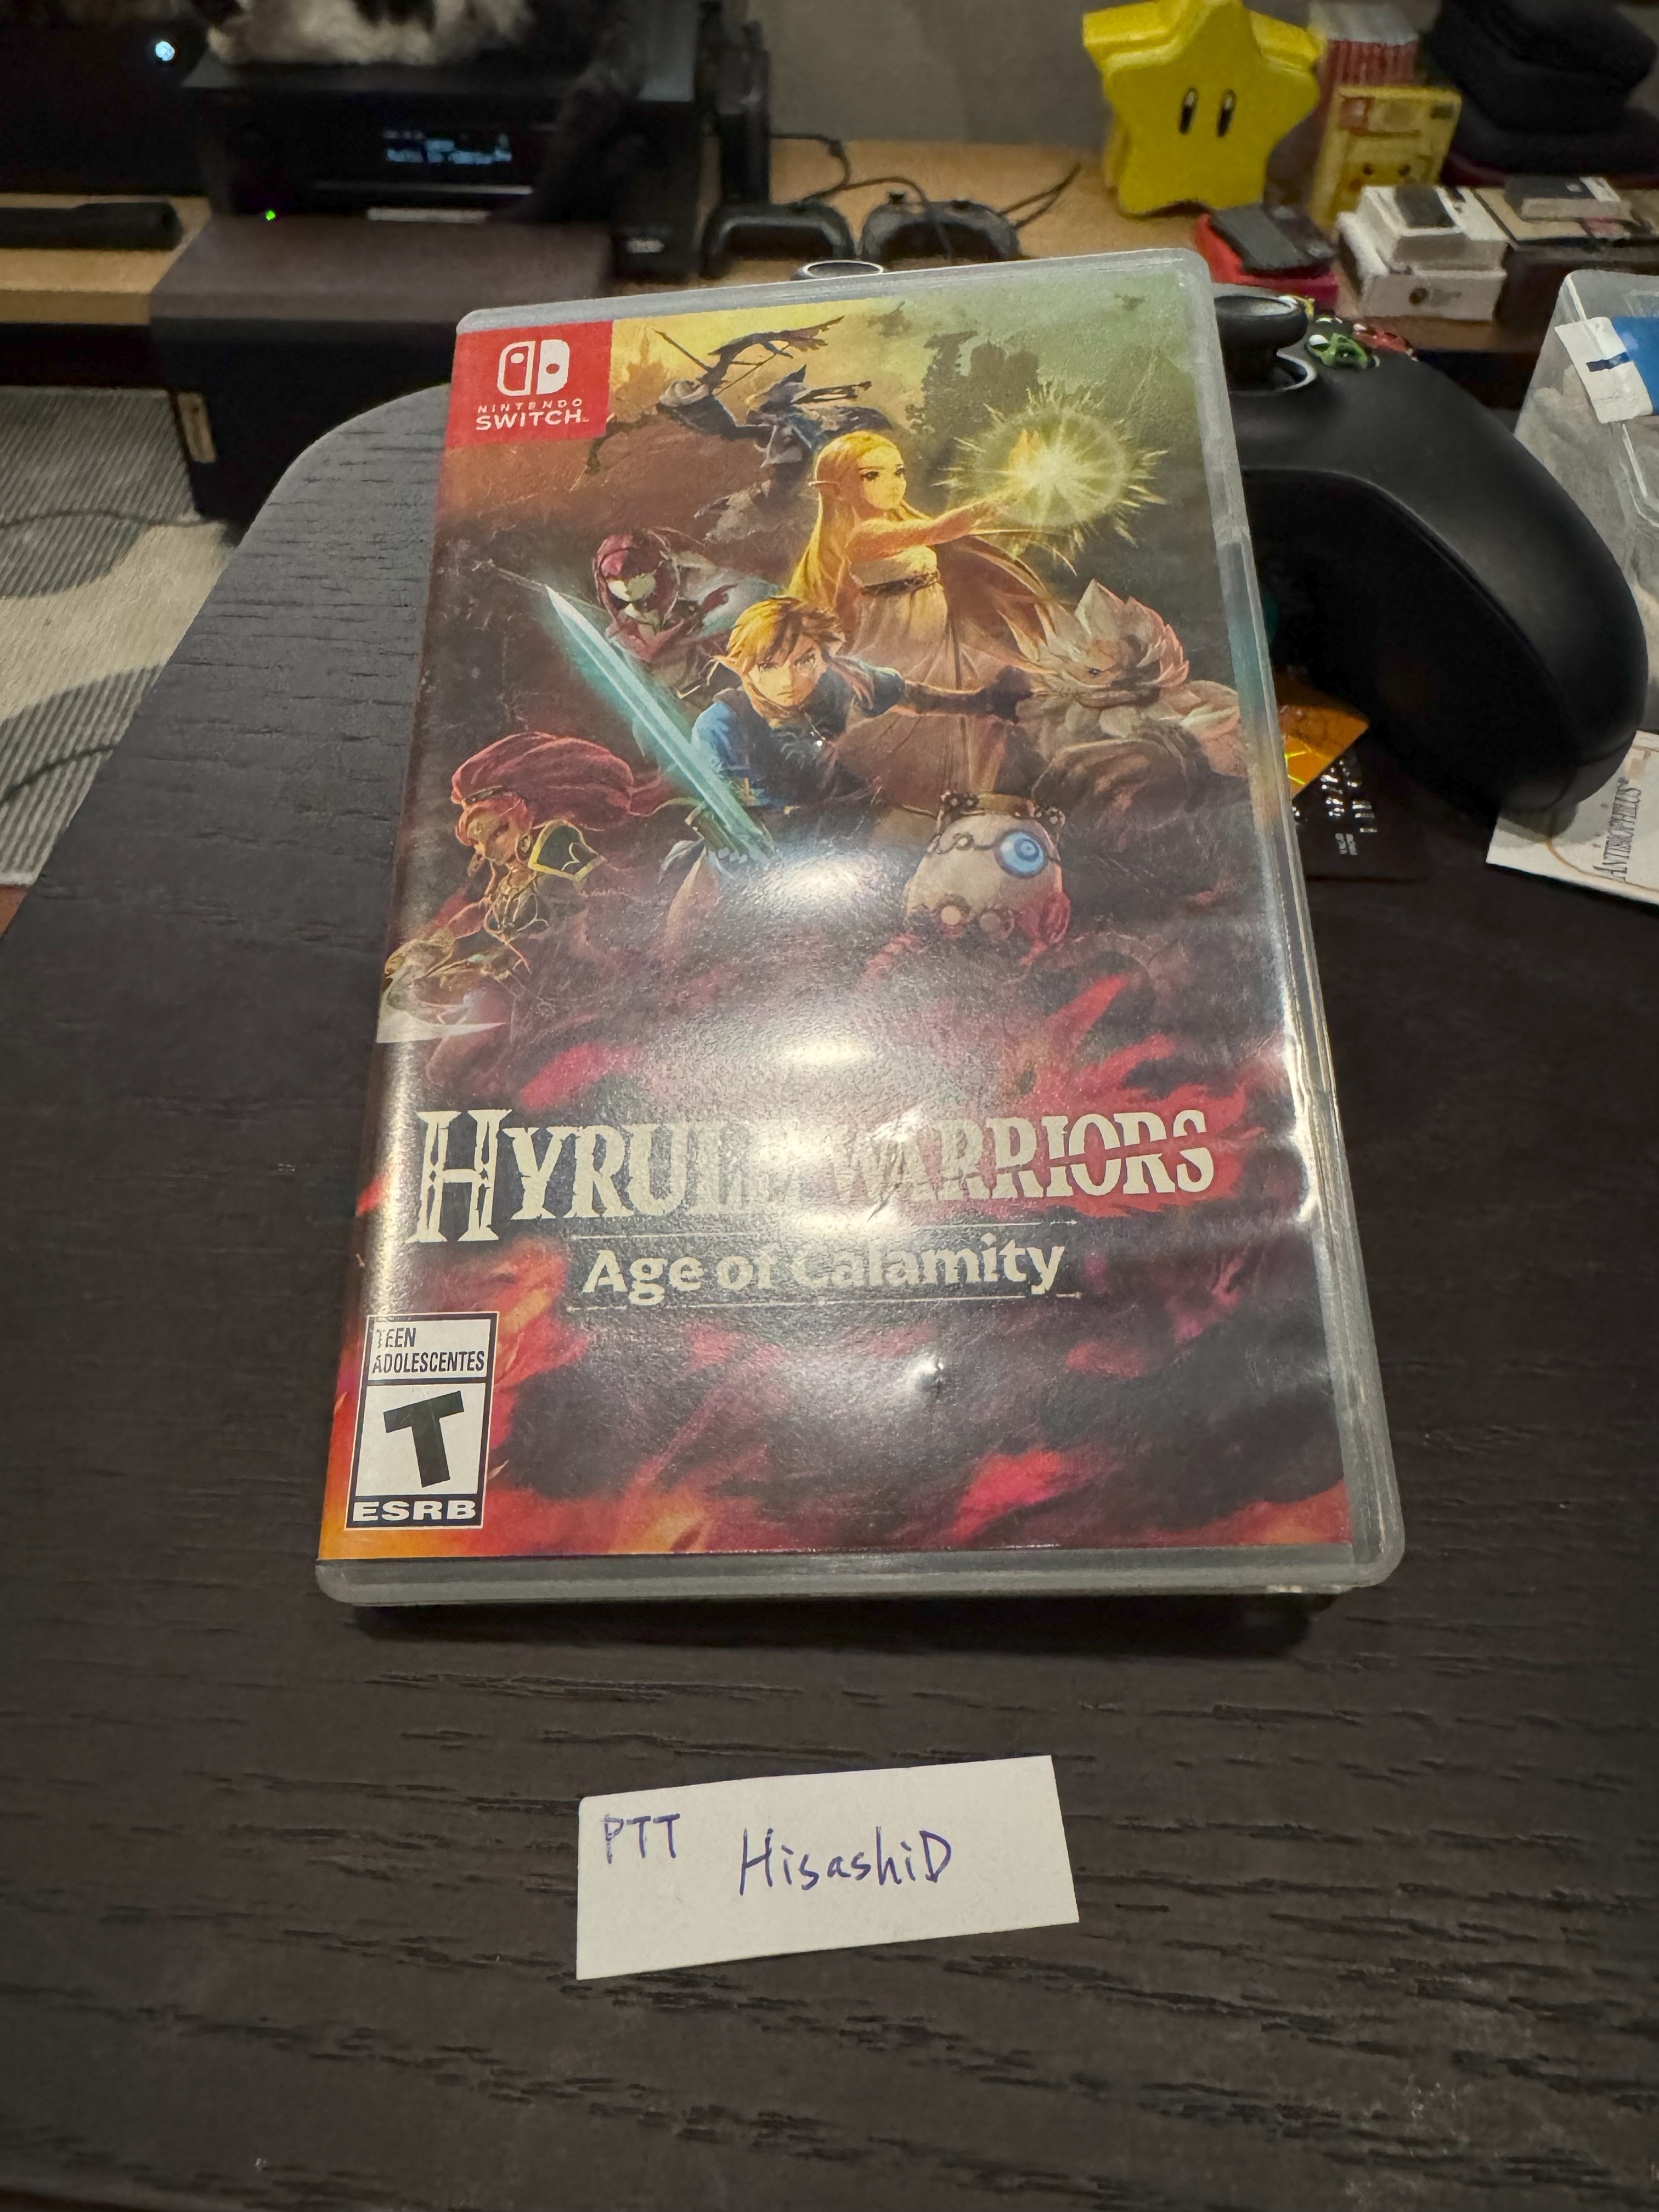 NINTENDO
SWITCH
HYRULE WARRIORS
Age of Calamity
TEEN
ADOLESCENTES
T
ESRB
PTT HisashiD